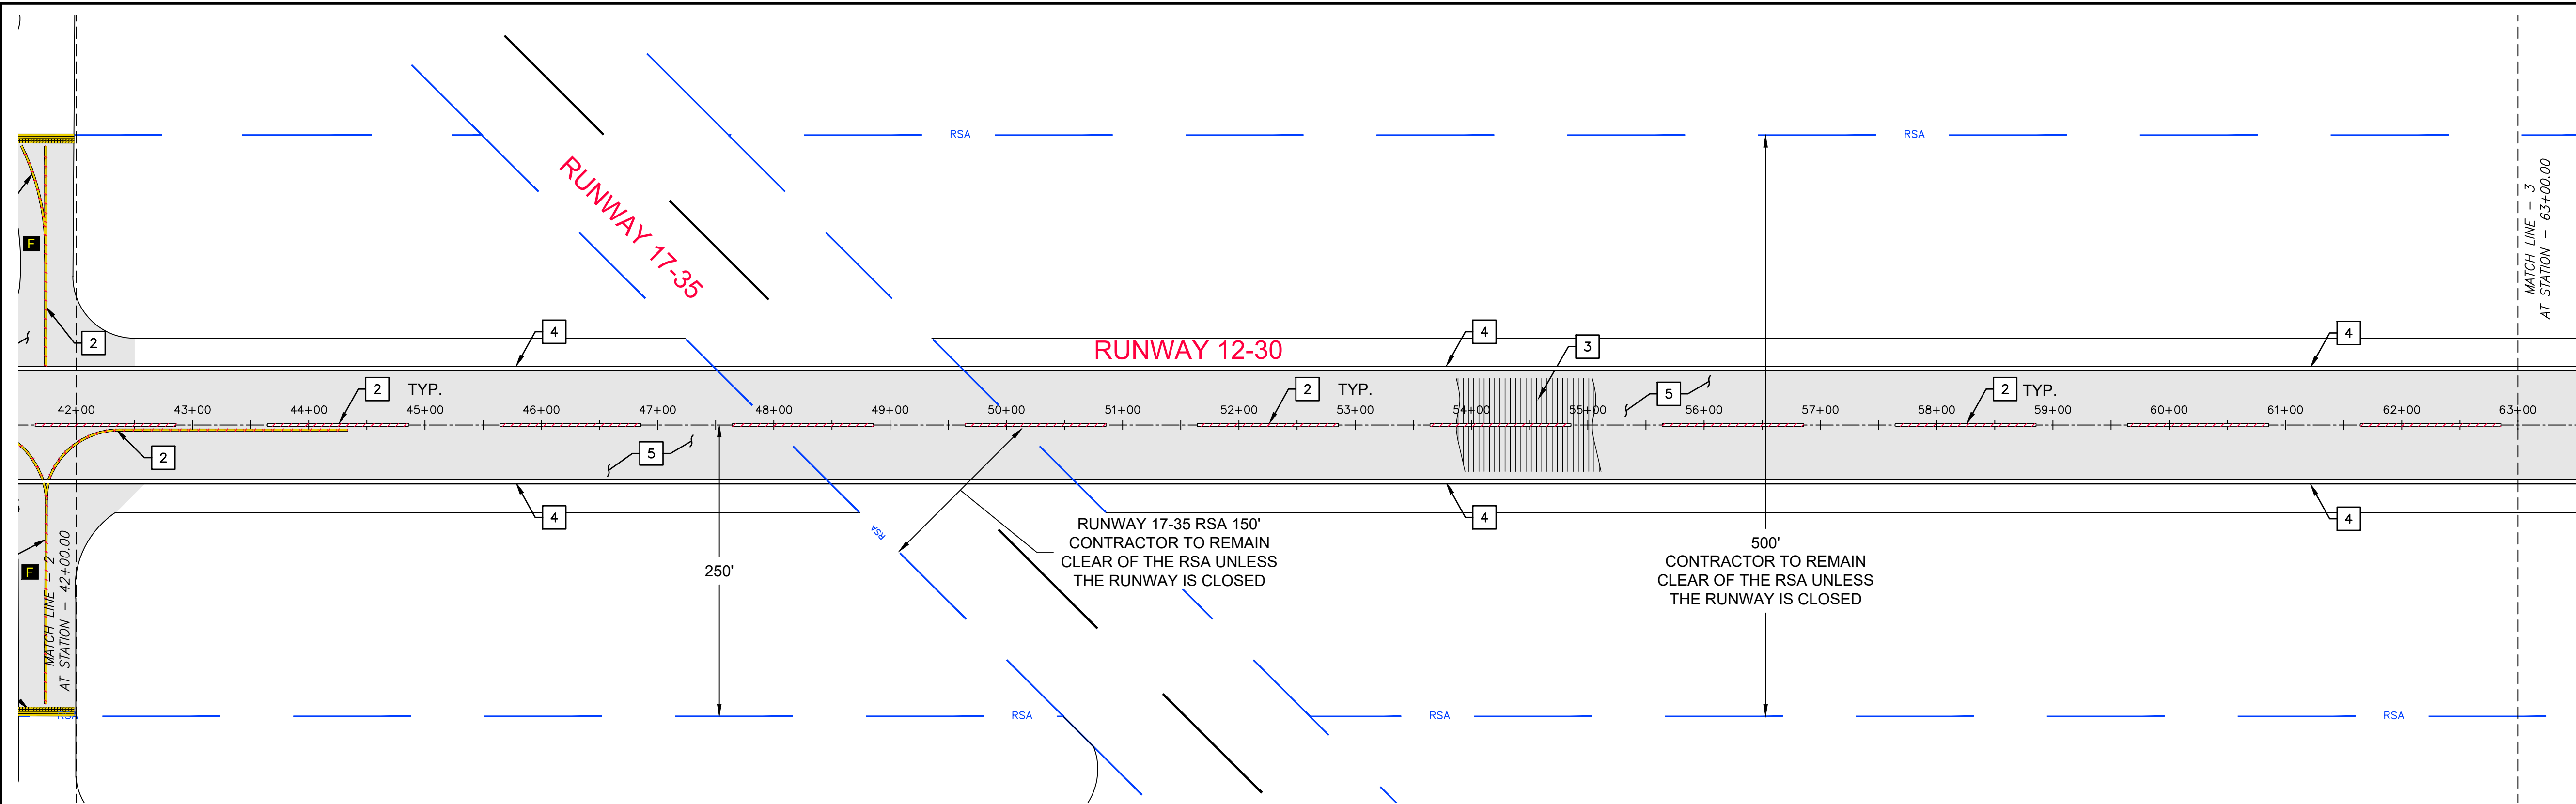 RSA
RSA
RUNWAY 17-35
MATCH LINE - 3
AT STATION - 63+00.00
F
2
4
4
4
RUNWAY 12-30
3
2 TYP.
2 TYP.
5
2 TYP.
42+00 43+00 44+00 45+00 46+00 47+00 48+00 49+00 50+00 51+00 52+00 53+00 54+00 55+00 56+00 57+00 58+00 59+00 60+00 61+00 62+00 63+00
2
5
4
4
4
RSA
RUNWAY 17-35 RSA 150'
CONTRACTOR TO REMAIN
CLEAR OF THE RSA UNLESS
THE RUNWAY IS CLOSED
500'
CONTRACTOR TO REMAIN
CLEAR OF THE RSA UNLESS
THE RUNWAY IS CLOSED
250'
F
MATCH LINE - 2
AT STATION - 42+00.00
RSA
RSA
RSA
RSA